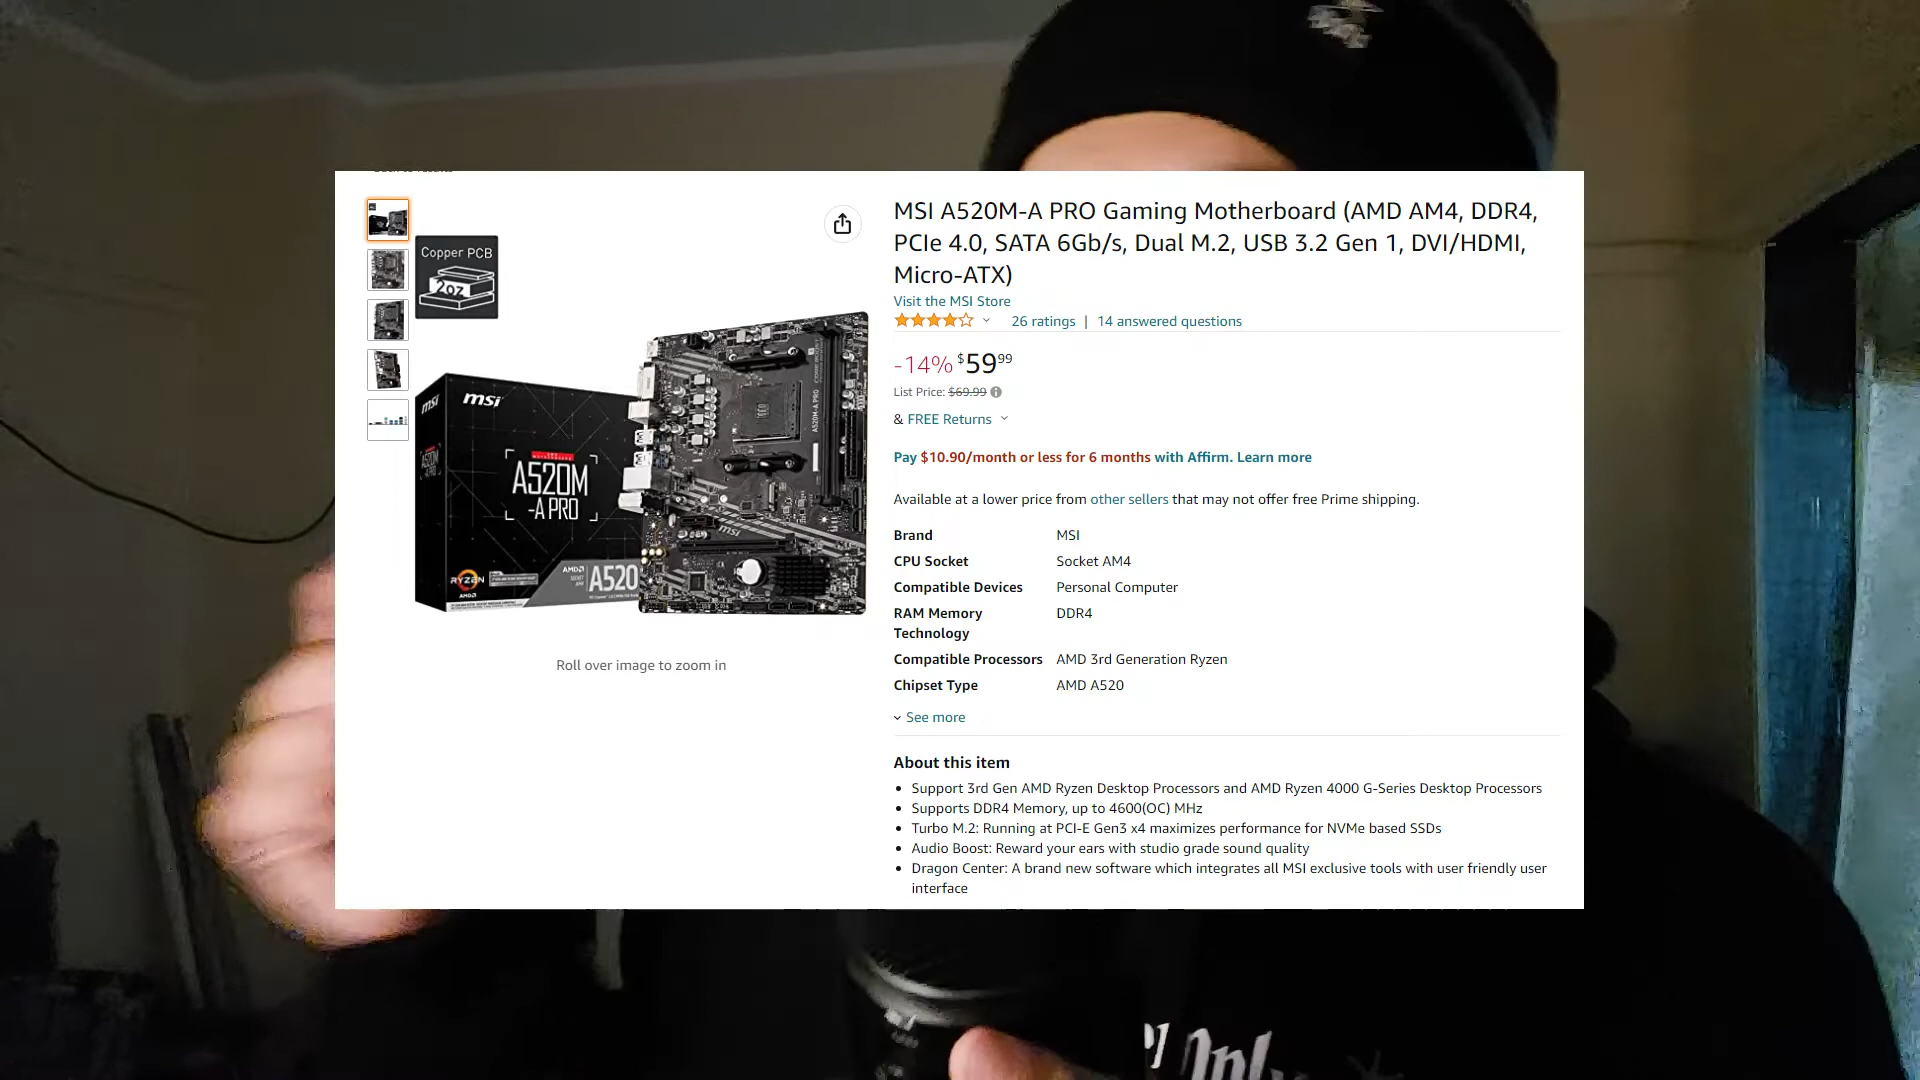 Copper PCB
2oz
msi
msi
A520M
-A PRO
RYZEN
AMD
A520
Roll over image to zoom in
MSI A520M-A PRO Gaming Motherboard (AMD AM4, DDR4,
PCIe 4.0, SATA 6Gb/s, Dual M.2, USB 3.2 Gen 1, DVI/HDMI,
Micro-ATX)
Visit the MSI Store
26 ratings | 14 answered questions
-14% $5999
List Price: $69.99
& FREE Returns
Pay $10.90/month or less for 6 months with Affirm. Learn more
Available at a lower price from other sellers that may not offer free Prime shipping.
Brand MSI
CPU Socket Socket AM4
Compatible Devices Personal Computer
RAM Memory DDR4
Technology
Compatible Processors AMD 3rd Generation Ryzen
Chipset Type AMD A520
See more
About this item
Support 3rd Gen AMD Ryzen Desktop Processors and AMD Ryzen 4000 G-Series Desktop Processors
Supports DDR4 Memory, up to 4600(OC) MHz
Turbo M.2: Running at PCI-E Gen3 x4 maximizes performance for NVMe based SSDs
Audio Boost: Reward your ears with studio grade sound quality
Dragon Center: A brand new software which integrates all MSI exclusive tools with user friendly user
interface